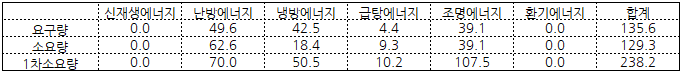 신재생에너지 난방에너지 냉방에너지 급탕에너지 조명에너지 환기에너지 합계
요구량 0.0 49.6 42.5 4.4 39.1 0.0 135.6
소요량 0.0 62.6 18.4 9.3 39.1 0.0 129.3
1차소요량 0.0 70.0 50.5 10.2 107.5 0.0 238.2